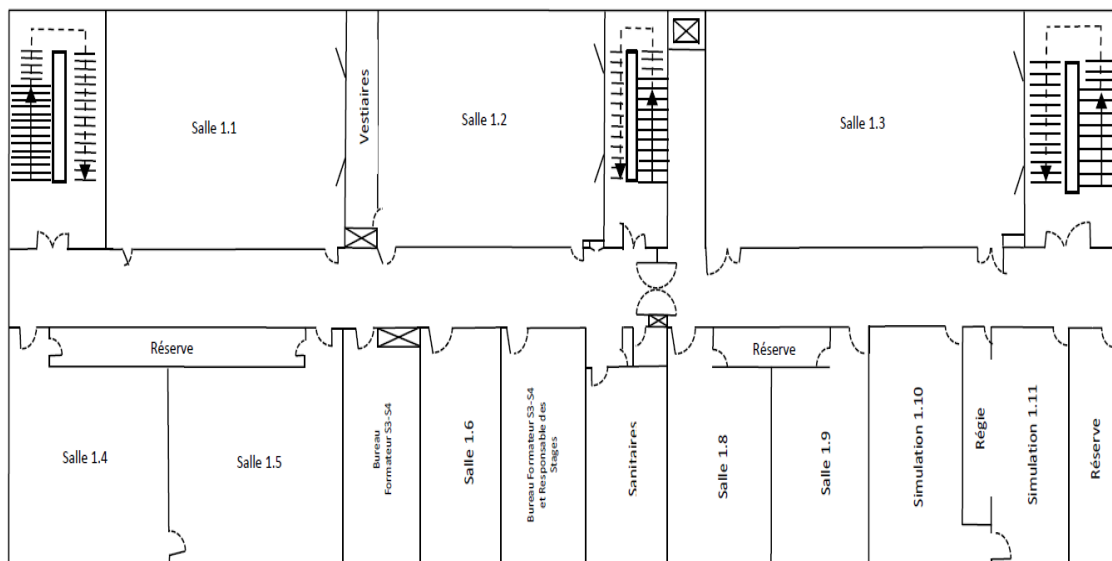 Salle 1.1
Vestiaires
Salle 1.2
Salle 1.3
Réserve
Réserve
Salle 1.4
Salle 1.5
Bureau
Formateur S3-S4
Salle 1.6
Bureau Formateur S3-S4
et Responsable des
Stages
Sanitaires
Salle 1.8
Salle 1.9
Simulation 1.10
Régie
Simulation 1.11
Réserve